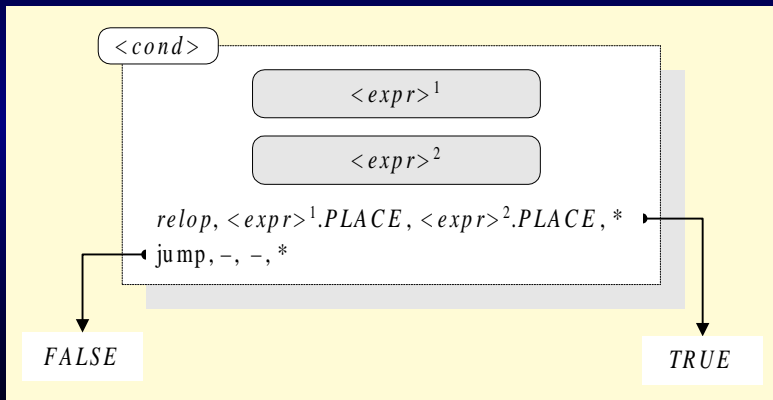 <cond>
<expr>¹
<expr>²
relop, <expr>¹.PLACE, <expr>².PLACE, *
jump, –, –, *
FALSE
TRUE